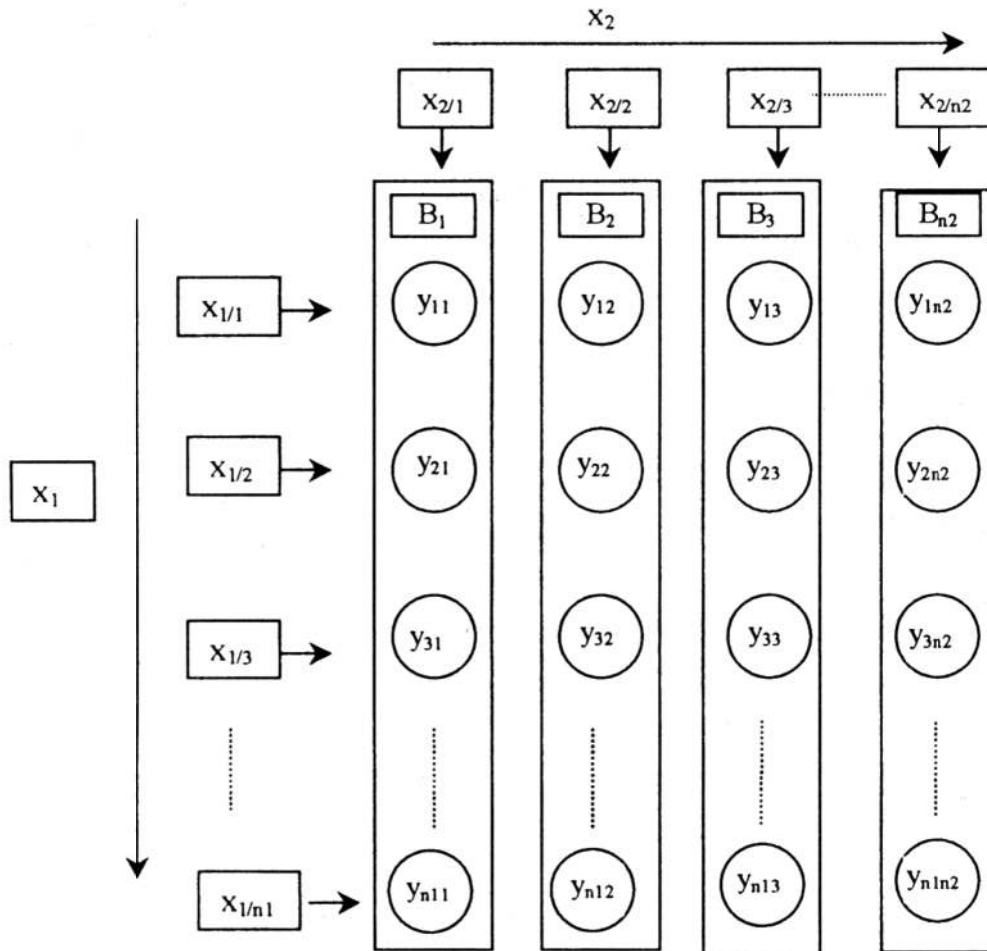 x₂
x₂/₁ x₂/₂ x₂/₃ x₂/ₙ₂
B₁ B₂ B₃ Bₙ₂
x₁/₁ y₁₁ y₁₂ y₁₃ y₁ₙ₂
x₁/₂ y₂₁ y₂₂ y₂₃ y₂ₙ₂
x₁
x₁/₃ y₃₁ y₃₂ y₃₃ y₃ₙ₂
x₁/ₙ₁ yₙ₁₁ yₙ₁₂ yₙ₁₃ yₙ₁ₙ₂